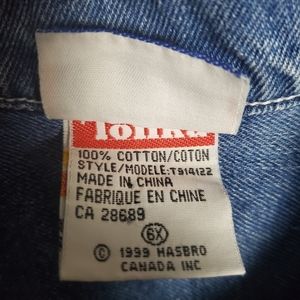 Tonka
100% COTTON/COTON
STYLE/MODELE:T914122
MADE IN CHINA
FABRIQUE EN CHINE
CA 28689
6X
© 1999 HASBRO
CANADA INC